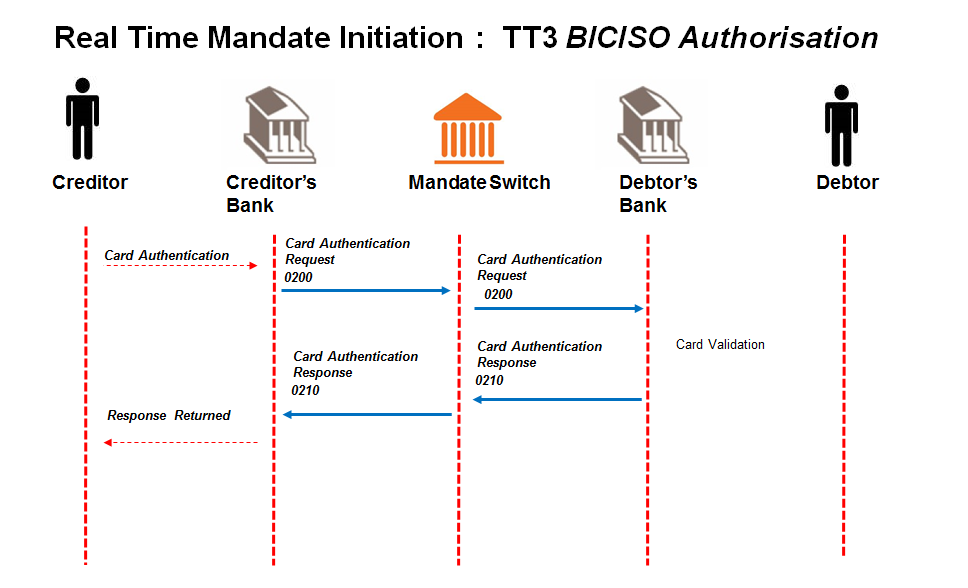 Real Time Mandate Initiation : TT3 BICISO Authorisation
Creditor
Creditor's
Bank
Mandate Switch
Debtor's
Bank
Debtor
Card Authentication
Card Authentication
Request
0200
Card Authentication
Request
0200
Card Validation
Card Authentication
Response
0210
Card Authentication
Response
0210
Response Returned